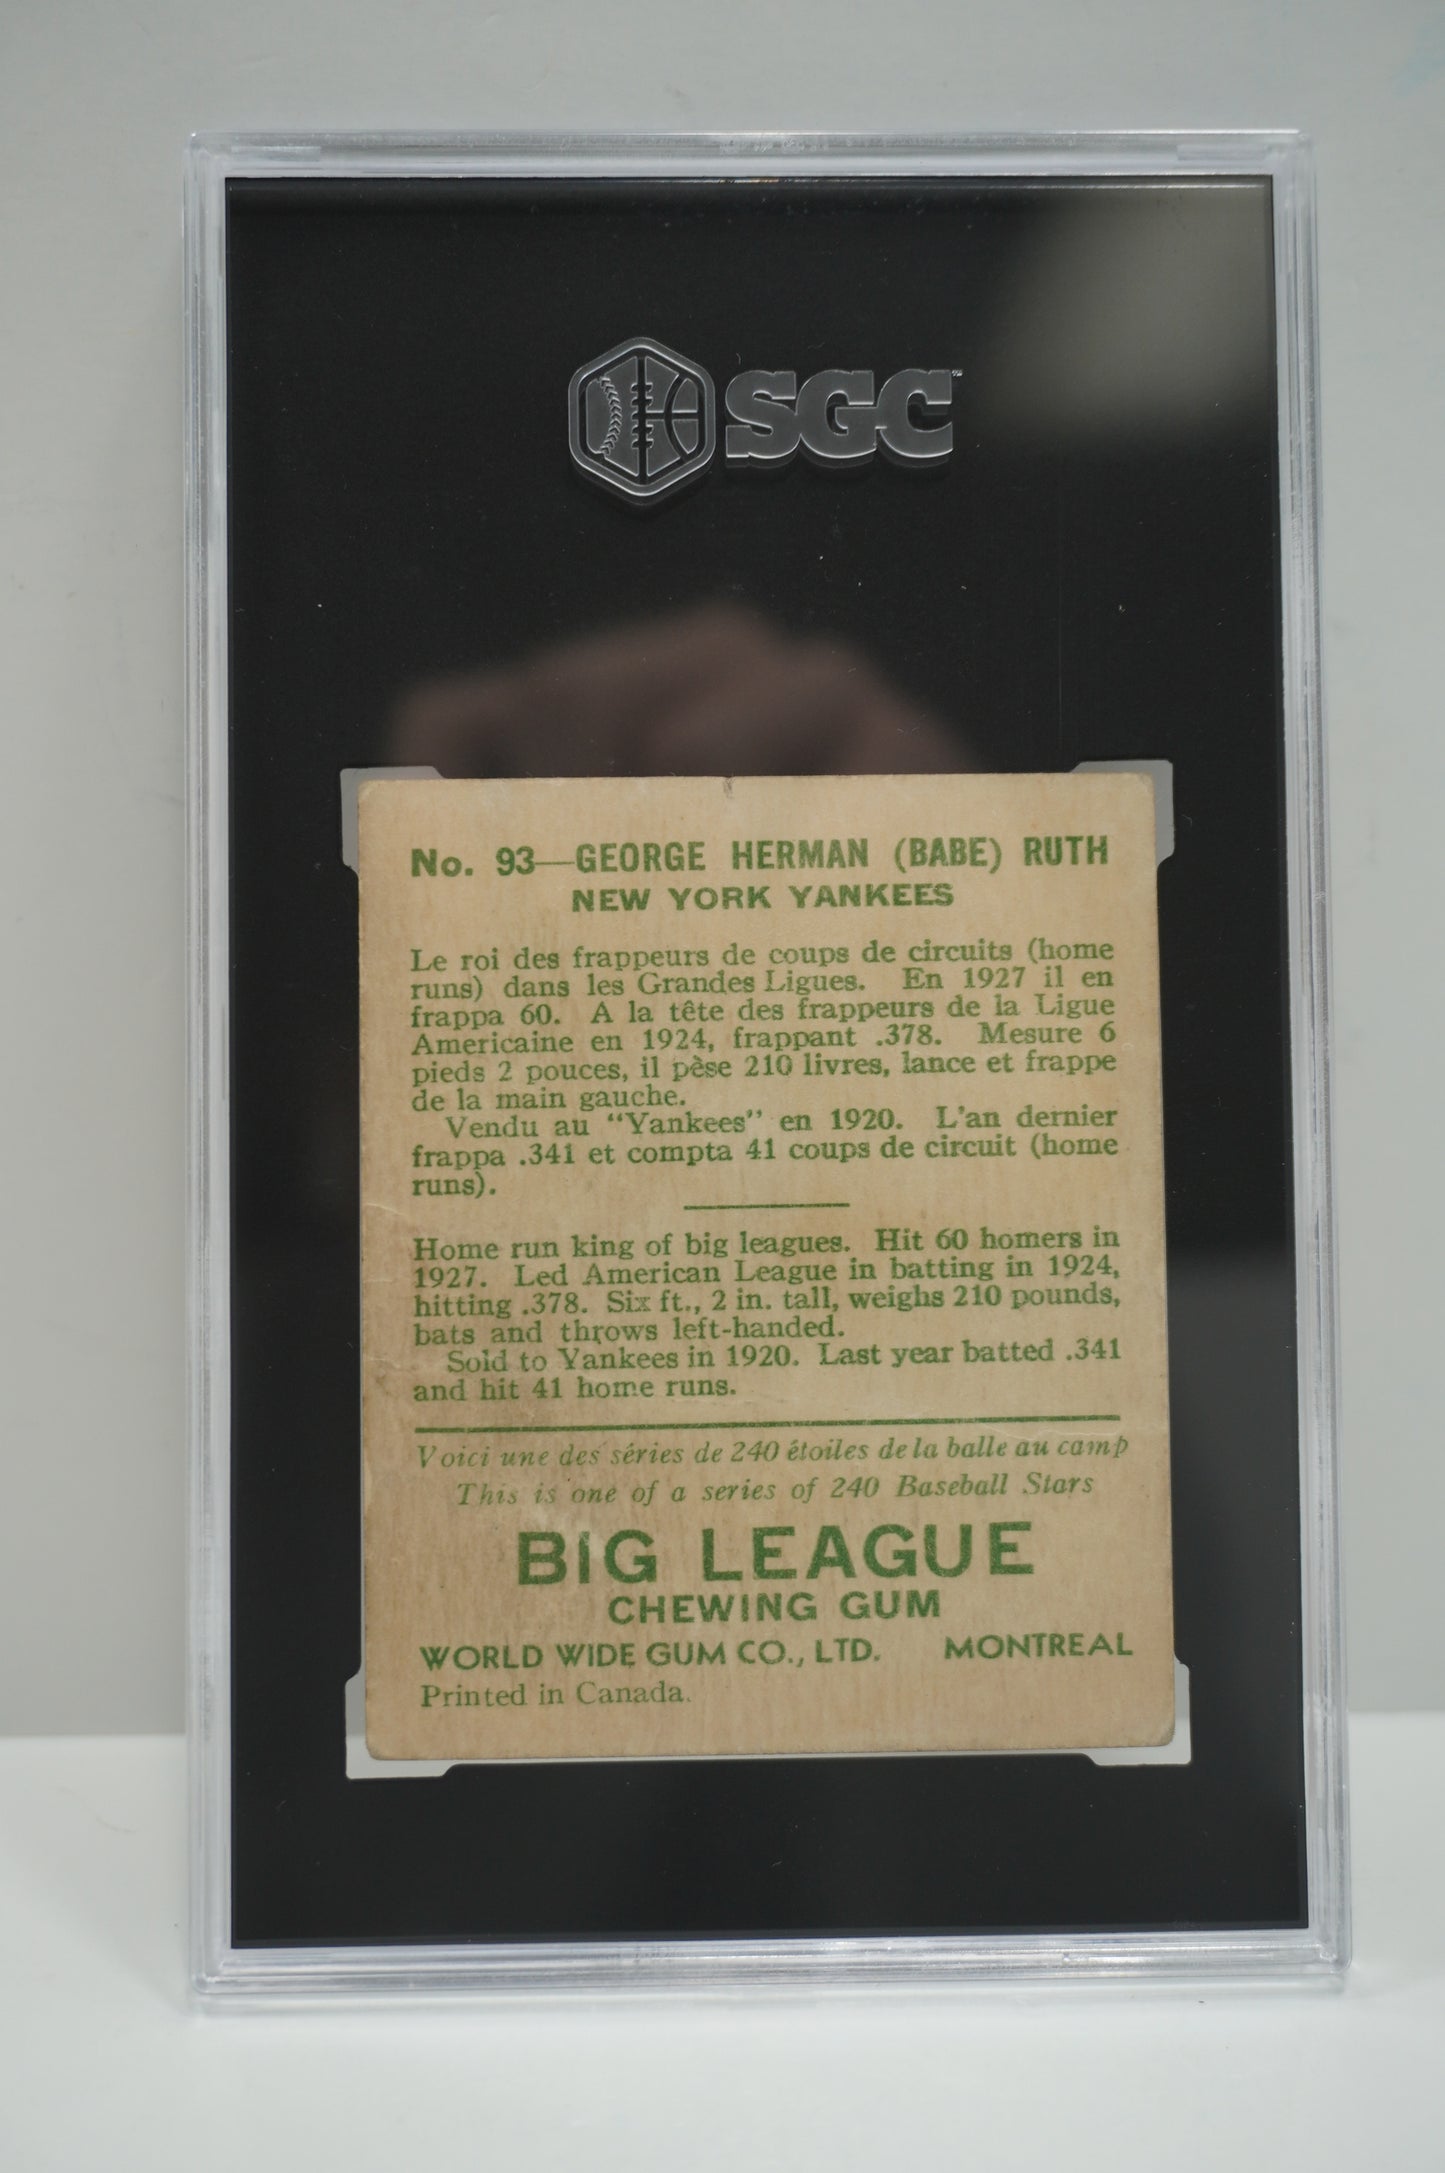 SGC
No. 93—GEORGE HERMAN (BABE) RUTH
NEW YORK YANKEES
Le roi des frappeurs de coups de circuits (home
runs) dans les Grandes Ligues. En 1927 il en
frappa 60. A la tête des frappeurs de la Ligue
Americaine en 1924, frappant .378. Mesure 6
pieds 2 pouces, il pèse 210 livres, lance et frappe
de la main gauche.
Vendu au "Yankees" en 1920. L'an dernier
frappa .341 et compta 41 coups de circuit (home
runs).
Home run king of big leagues. Hit 60 homers in
1927. Led American League in batting in 1924,
hitting .378. Six ft., 2 in. tall, weighs 210 pounds,
bats and throws left-handed.
Sold to Yankees in 1920. Last year batted .341
and hit 41 home runs.
Voici une des séries de 240 étoiles de la balle au camp
This is one of a series of 240 Baseball Stars
BIG LEAGUE
CHEWING GUM
WORLD WIDE GUM CO., LTD. MONTREAL
Printed in Canada.